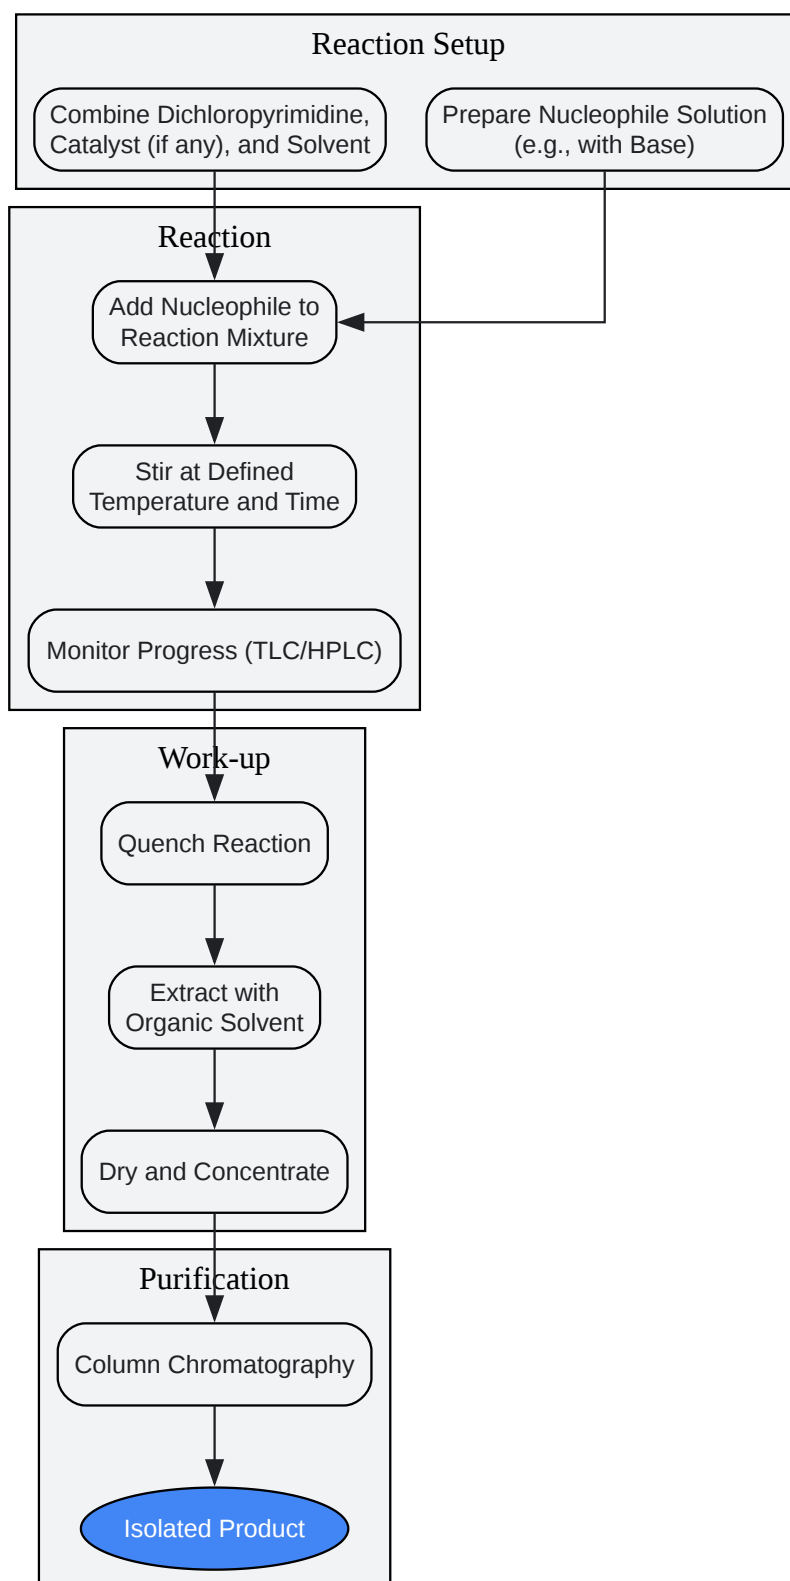 Reaction Setup
Combine Dichloropyrimidine,
Catalyst (if any), and Solvent
Prepare Nucleophile Solution
(e.g., with Base)
Reaction
Add Nucleophile to
Reaction Mixture
Stir at Defined
Temperature and Time
Monitor Progress (TLC/HPLC)
Work-up
Quench Reaction
Extract with
Organic Solvent
Dry and Concentrate
Purification
Column Chromatography
Isolated Product